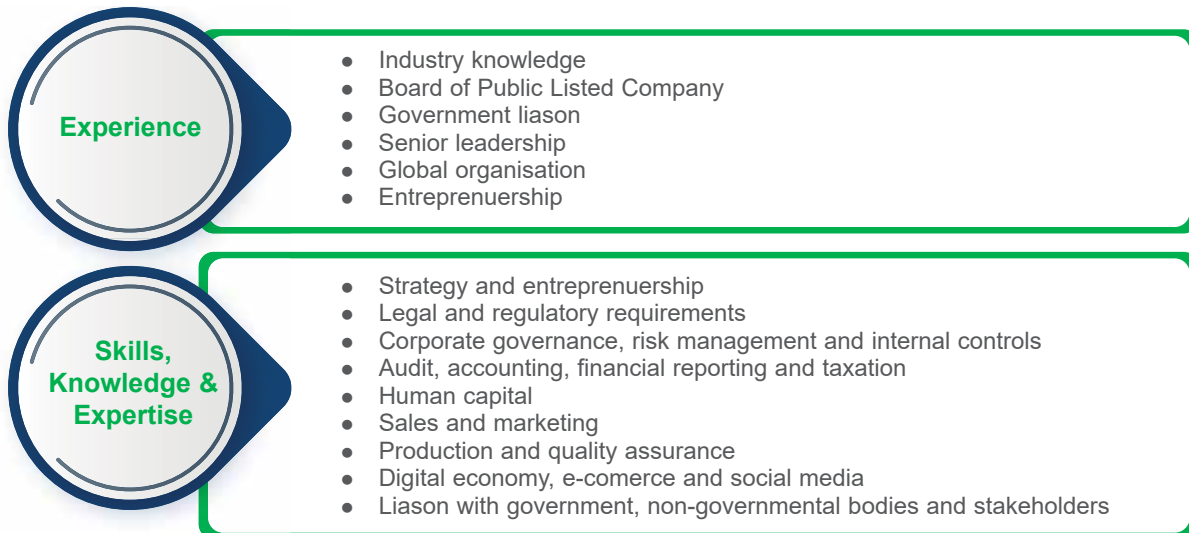 Experience
● Industry knowledge
● Board of Public Listed Company
● Government liason
● Senior leadership
● Global organisation
● Entreprenuership
Skills,
Knowledge &
Expertise
● Strategy and entreprenuership
● Legal and regulatory requirements
● Corporate governance, risk management and internal controls
● Audit, accounting, financial reporting and taxation
● Human capital
● Sales and marketing
● Production and quality assurance
● Digital economy, e-comerce and social media
● Liason with government, non-governmental bodies and stakeholders